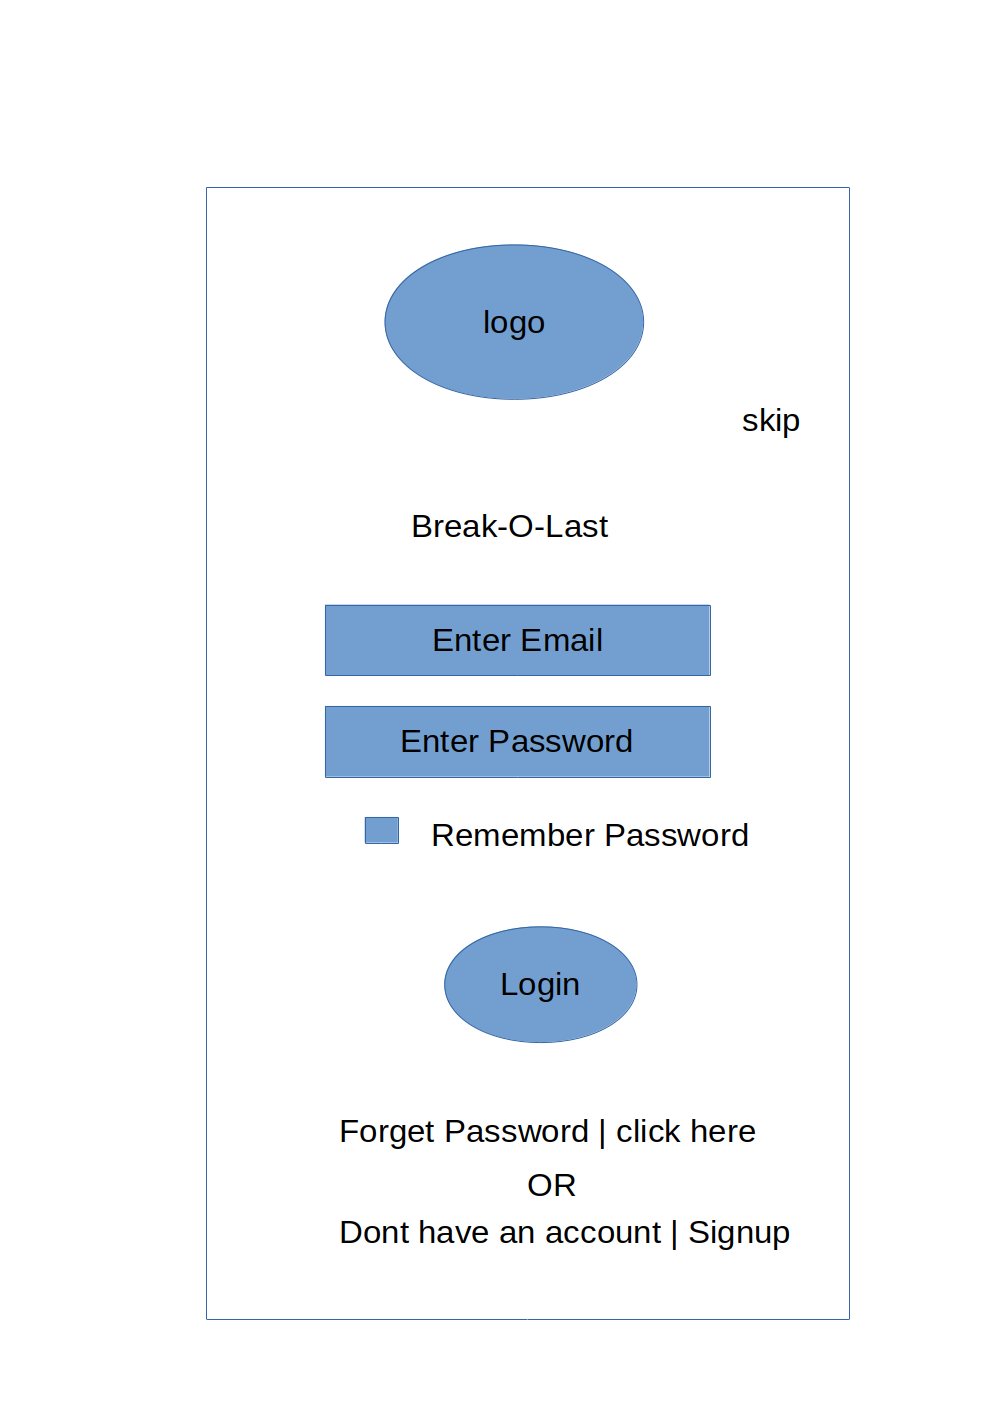 logo
skip
Break-O-Last
Enter Email
Enter Password
Remember Password
Login
Forget Password | click here
OR
Dont have an account | Signup